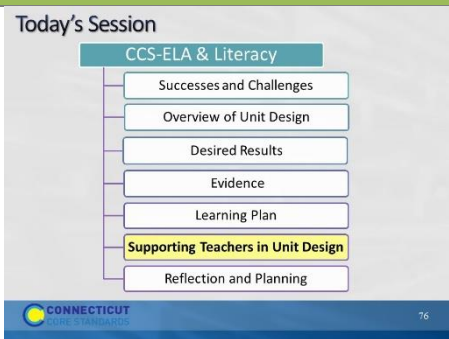 Today's Session
CCS-ELA & Literacy
Successes and Challenges
Overview of Unit Design
Desired Results
Evidence
Learning Plan
Supporting Teachers in Unit Design
Reflection and Planning
CONNECTICUT
CORE STANDARDS
76